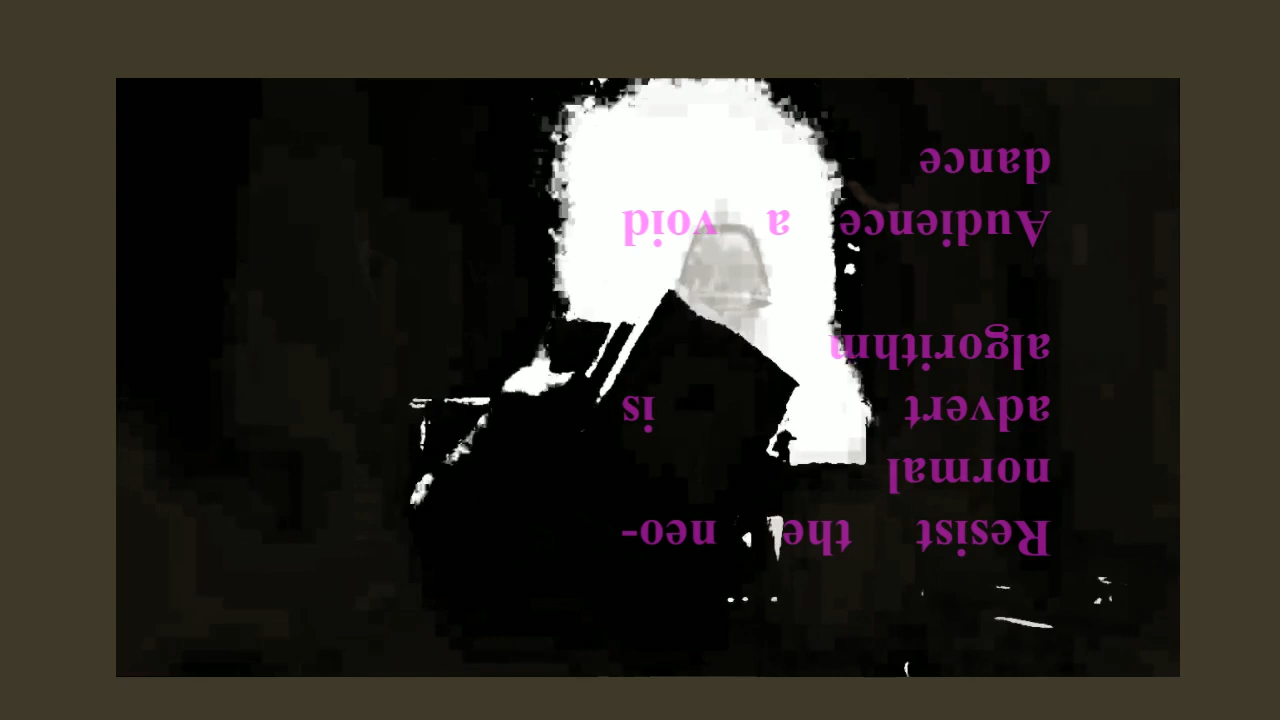 Resist the neo-
normal
advert is
algorithm
Audience a void
dance